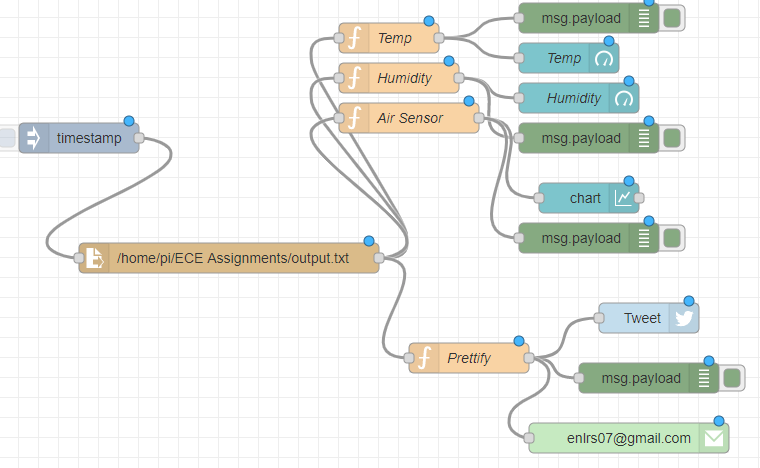 msg.payload
Temp
Temp
Humidity
Humidity
Air Sensor
timestamp
msg.payload
chart
msg.payload
/home/pi/ECE Assignments/output.txt
Tweet
Prettify
msg.payload
enlrs07@gmail.com